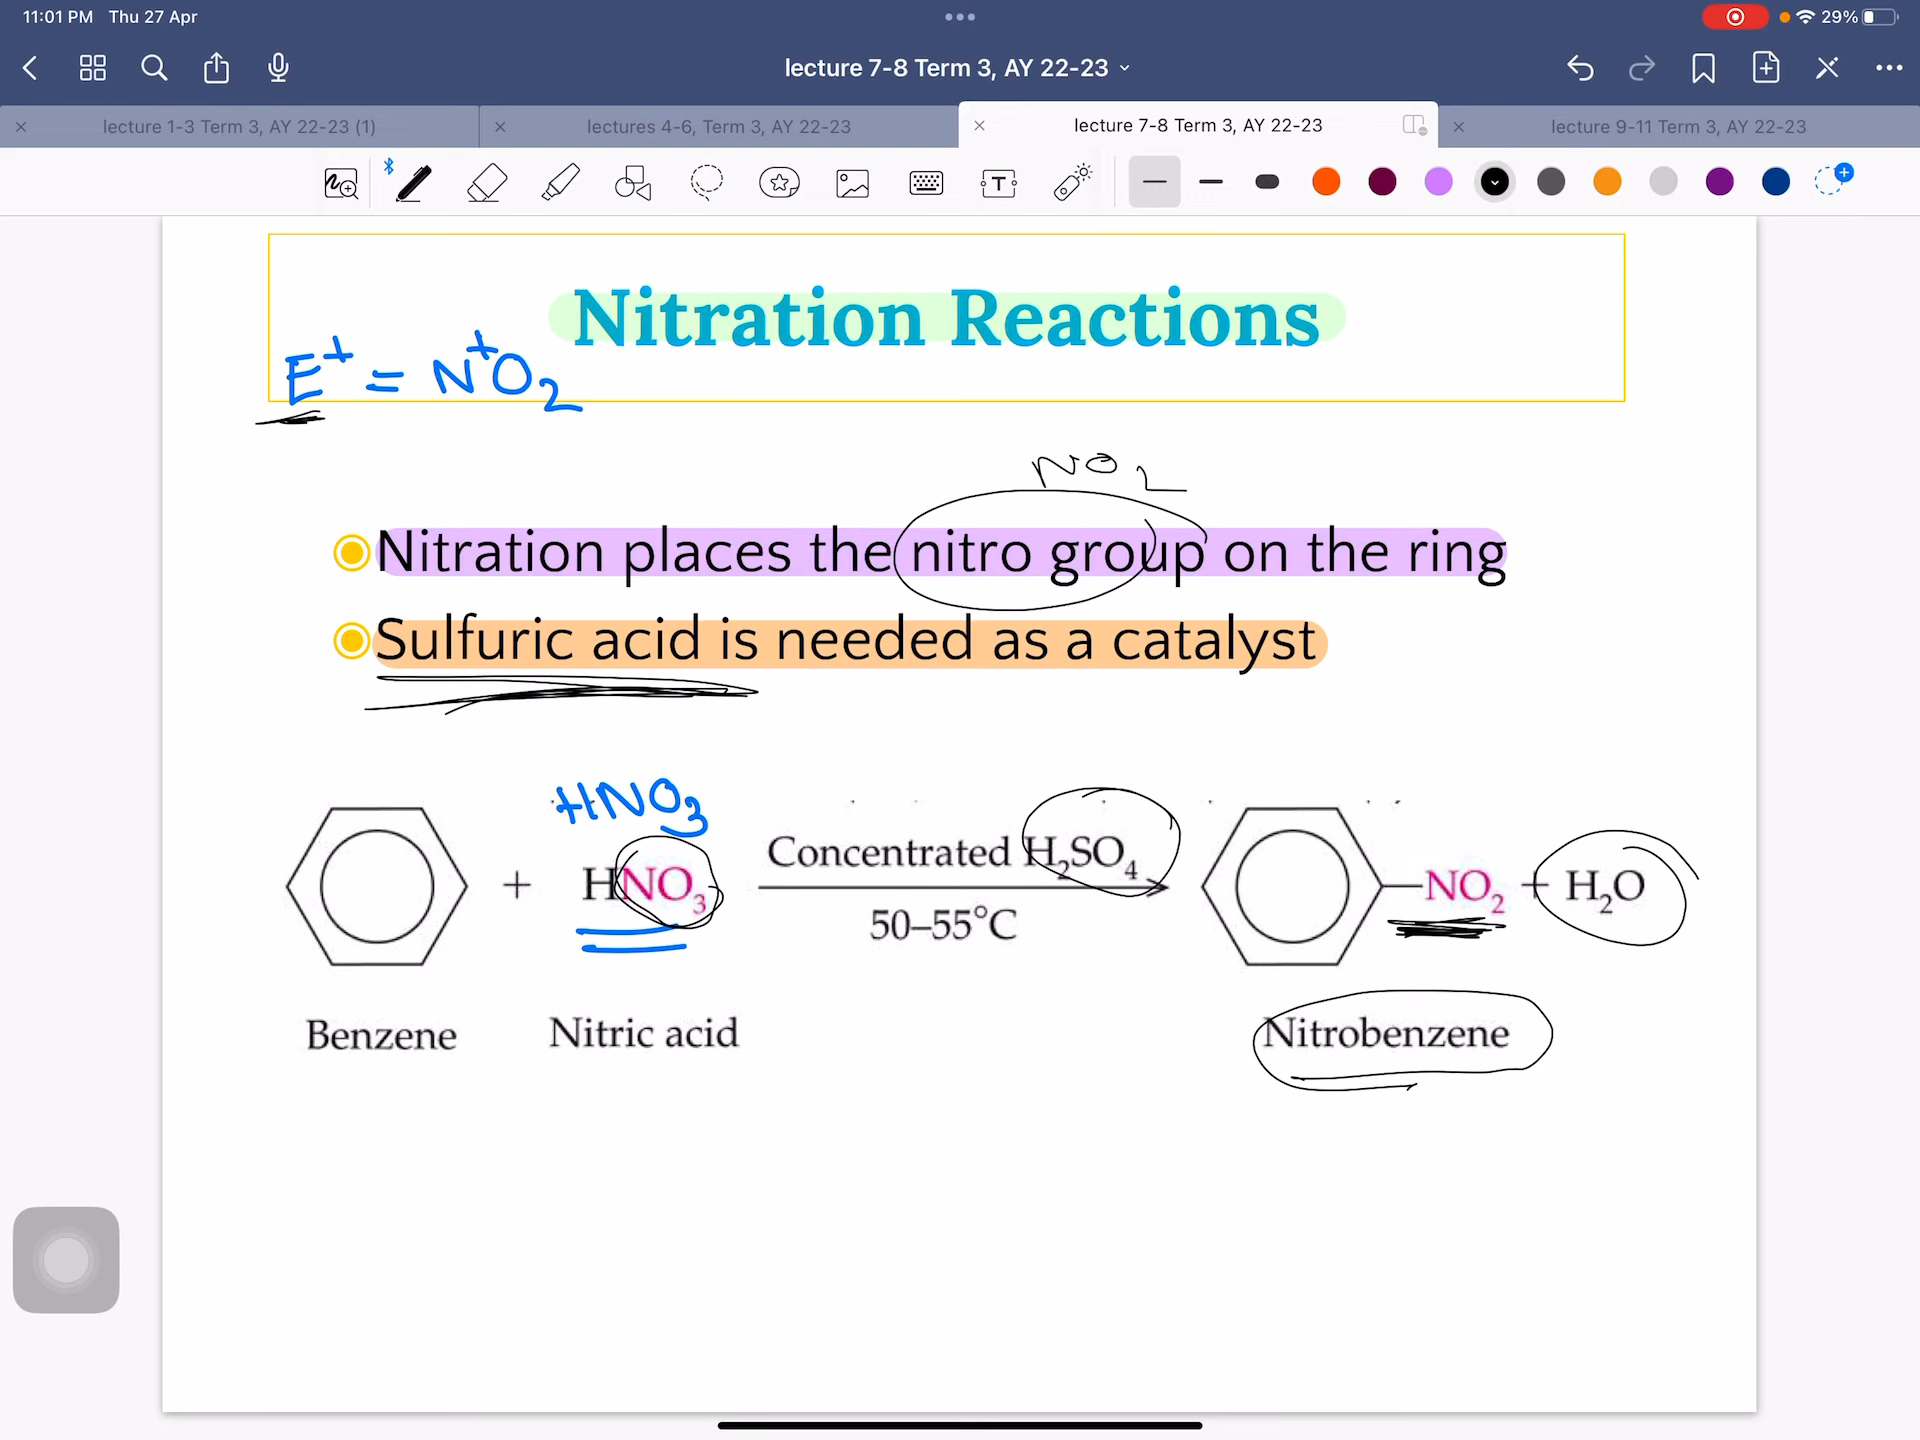 11:01 PM Thu 27 Apr
29%
lecture 7-8 Term 3, AY 22-23
lecture 1-3 Term 3, AY 22-23 (1)
lectures 4-6, Term 3, AY 22-23
lecture 7-8 Term 3, AY 22-23
lecture 9-11 Term 3, AY 22-23
T
Nitration Reactions
E⁺ = N⁺O₂
NO₂
Nitration places the nitro group on the ring
Sulfuric acid is needed as a catalyst
HNO₃
Concentrated H₂SO₄
+ HNO₃ —NO₂ + H₂O
50–55°C
Benzene Nitric acid Nitrobenzene